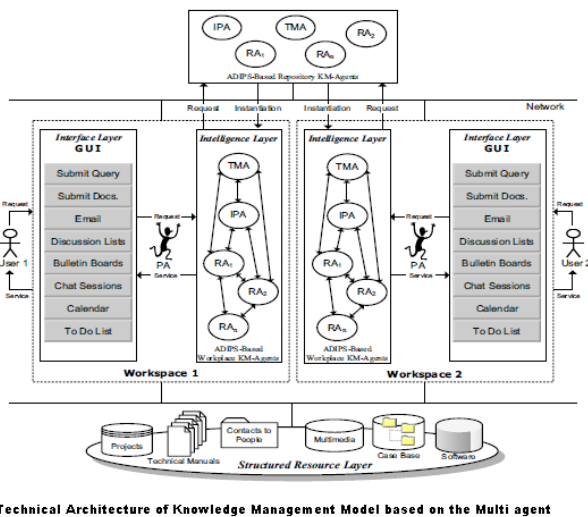 IPA
TMA
RA2
RA1
RAn
ADIPS-Based Repository KM-Agents
Request
Instantiation
Instantiation
Request
Network
Interface Layer
GUI
Submit Query
Submit Docs.
Email
Discussion Lists
Bulletin Boards
Chat Sessions
Calendar
To Do List
Request
User 1
Service
Request
PA
Service
Intelligence Layer
TMA
IPA
RA1
RA2
RAn
ADIPS-Based
Workplace KM-Agents
Workspace 1
Intelligence Layer
TMA
IPA
RA1
RA2
RAn
ADIPS-Based
Workplace KM-Agents
Request
PA
Service
Interface Layer
GUI
Submit Query
Submit Docs.
Email
Discussion Lists
Bulletin Boards
Chat Sessions
Calendar
To Do List
Request
User 2
Service
Workspace 2
Projects
Technical Manuals
Contacts to
People
Multimedia
Case Base
Software
Structured Resource Layer
Technical Architecture of Knowledge Management Model based on the Multi agent